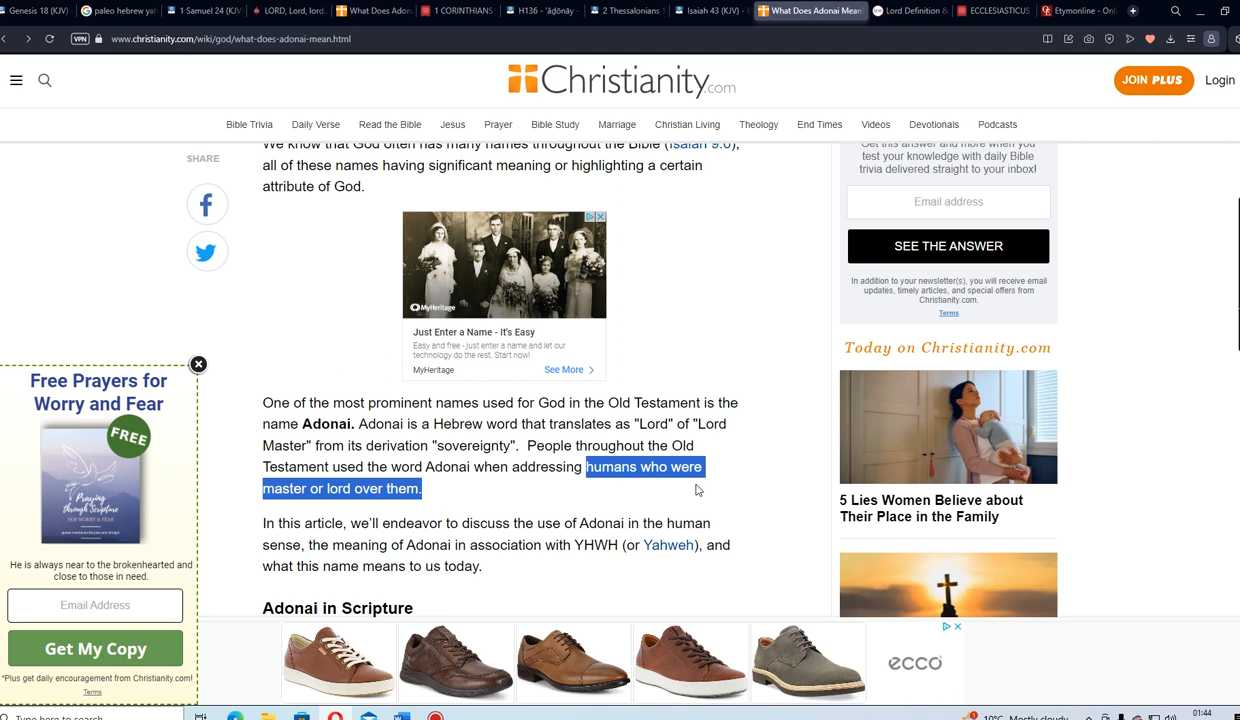 Genesis 18 (KJV)
paleo hebrew yah
1 Samuel 24 (KJV
LORD, Lord, lord.
What Does Adon
1 CORINTHIANS
H136 - 'ăḏōnāy -
2 Thessalonians
Isaiah 43 (KJV) -
What Does Adonai Mean
Lord Definition &
ECCLESIASTICUS
Etymonline - Onl
VPN
www.christianity.com/wiki/god/what-does-adonai-mean.html
Christianity.com
JOIN PLUS
Login
Bible Trivia
Daily Verse
Read the Bible
Jesus
Prayer
Bible Study
Marriage
Christian Living
Theology
End Times
Videos
Devotionals
Podcasts
SHARE
We know that God often has many names throughout the Bible (Isaiah 9:6),
all of these names having significant meaning or highlighting a certain
attribute of God.
MyHeritage
Just Enter a Name - It's Easy
Easy and free - just enter a name and let our
technology do the rest. Start now!
MyHeritage
See More
One of the most prominent names used for God in the Old Testament is the
name Adonai. Adonai is a Hebrew word that translates as "Lord" of "Lord
Master" from its derivation "sovereignty". People throughout the Old
Testament used the word Adonai when addressing humans who were
master or lord over them.
In this article, we'll endeavor to discuss the use of Adonai in the human
sense, the meaning of Adonai in association with YHWH (or Yahweh), and
what this name means to us today.
Adonai in Scripture
Get this answer and more when you
test your knowledge with daily Bible
trivia delivered straight to your inbox!
Email address
SEE THE ANSWER
In addition to your newsletter(s), you will receive email
updates, timely articles, and special offers from
Christianity.com.
Terms
Today on Christianity.com
5 Lies Women Believe about
Their Place in the Family
Free Prayers for
Worry and Fear
FREE
Praying
through Scripture
FOR WORRY & FEAR
He is always near to the brokenhearted and
close to those in need.
Email Address
Get My Copy
*Plus get daily encouragement from Christianity.com!
Terms
ecco
Type here to search
10°C Mostly cloudy
01:44